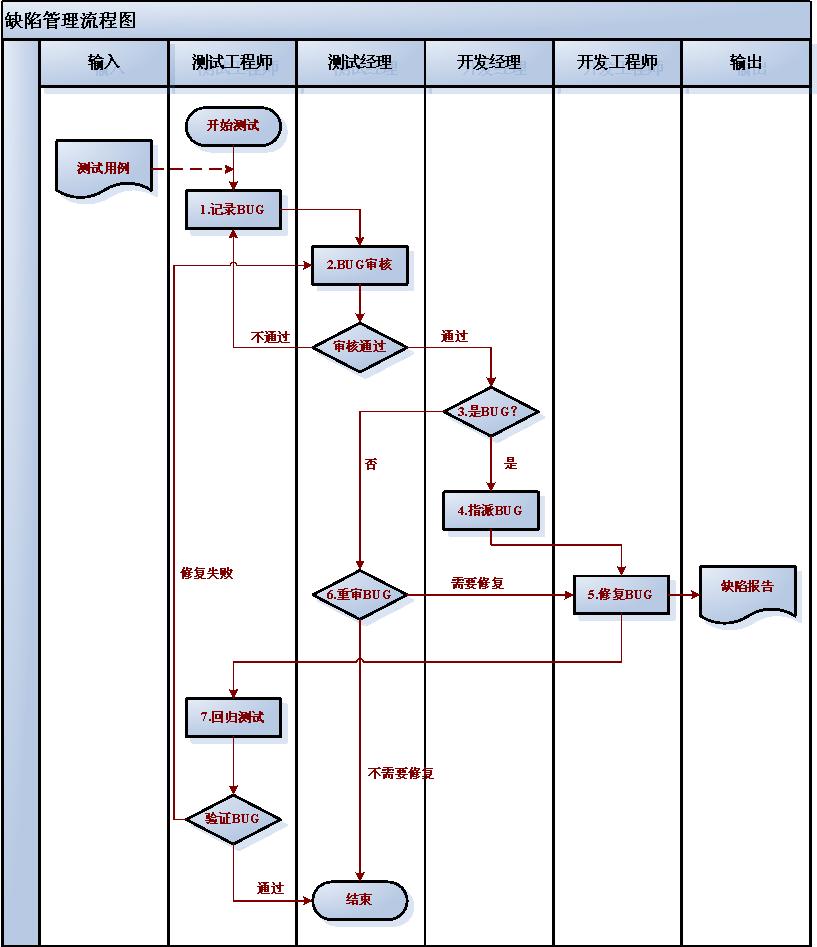 缺陷管理流程图
输入
测试工程师
测试经理
开发经理
开发工程师
输出
开始测试
测试用例
1.记录BUG
2.BUG审核
不通过
审核通过
通过
3.是BUG?
否
是
4.指派BUG
修复失败
6.重审BUG
需要修复
5.修复BUG
缺陷报告
7.回归测试
不需要修复
验证BUG
通过
结束